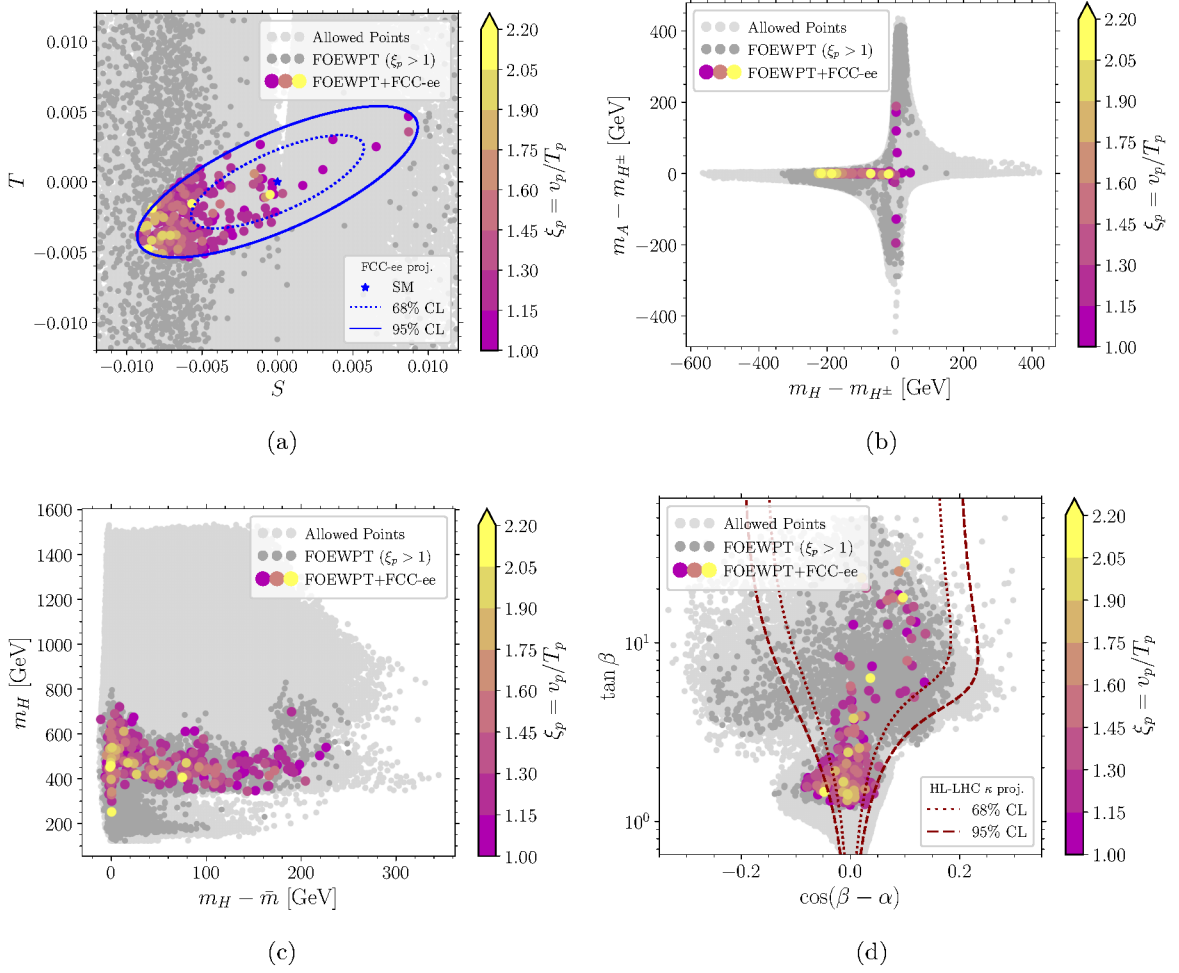 Allowed Points
FOEWPT (ξp > 1)
FOEWPT+FCC-ee
FCC-ee proj.
SM
68% CL
95% CL
0.010
0.005
0.000
−0.005
−0.010
T
−0.010
−0.005
0.000
0.005
0.010
S
2.20
2.05
1.90
1.75
1.60
1.45
1.30
1.15
1.00
ξp = vp/Tp
(a)
Allowed Points
FOEWPT (ξp > 1)
FOEWPT+FCC-ee
400
200
0
−200
−400
mA − mH± [GeV]
−600
−400
−200
0
200
400
mH − mH± [GeV]
2.20
2.05
1.90
1.75
1.60
1.45
1.30
1.15
1.00
ξp = vp/Tp
(b)
Allowed Points
FOEWPT (ξp > 1)
FOEWPT+FCC-ee
1600
1400
1200
1000
800
600
400
200
mH [GeV]
0
100
200
300
mH − m̄ [GeV]
2.20
2.05
1.90
1.75
1.60
1.45
1.30
1.15
1.00
ξp = vp/Tp
(c)
Allowed Points
FOEWPT (ξp > 1)
FOEWPT+FCC-ee
HL-LHC κ proj.
68% CL
95% CL
10¹
10⁰
tan β
−0.2
0.0
0.2
cos(β − α)
2.20
2.05
1.90
1.75
1.60
1.45
1.30
1.15
1.00
ξp = vp/Tp
(d)